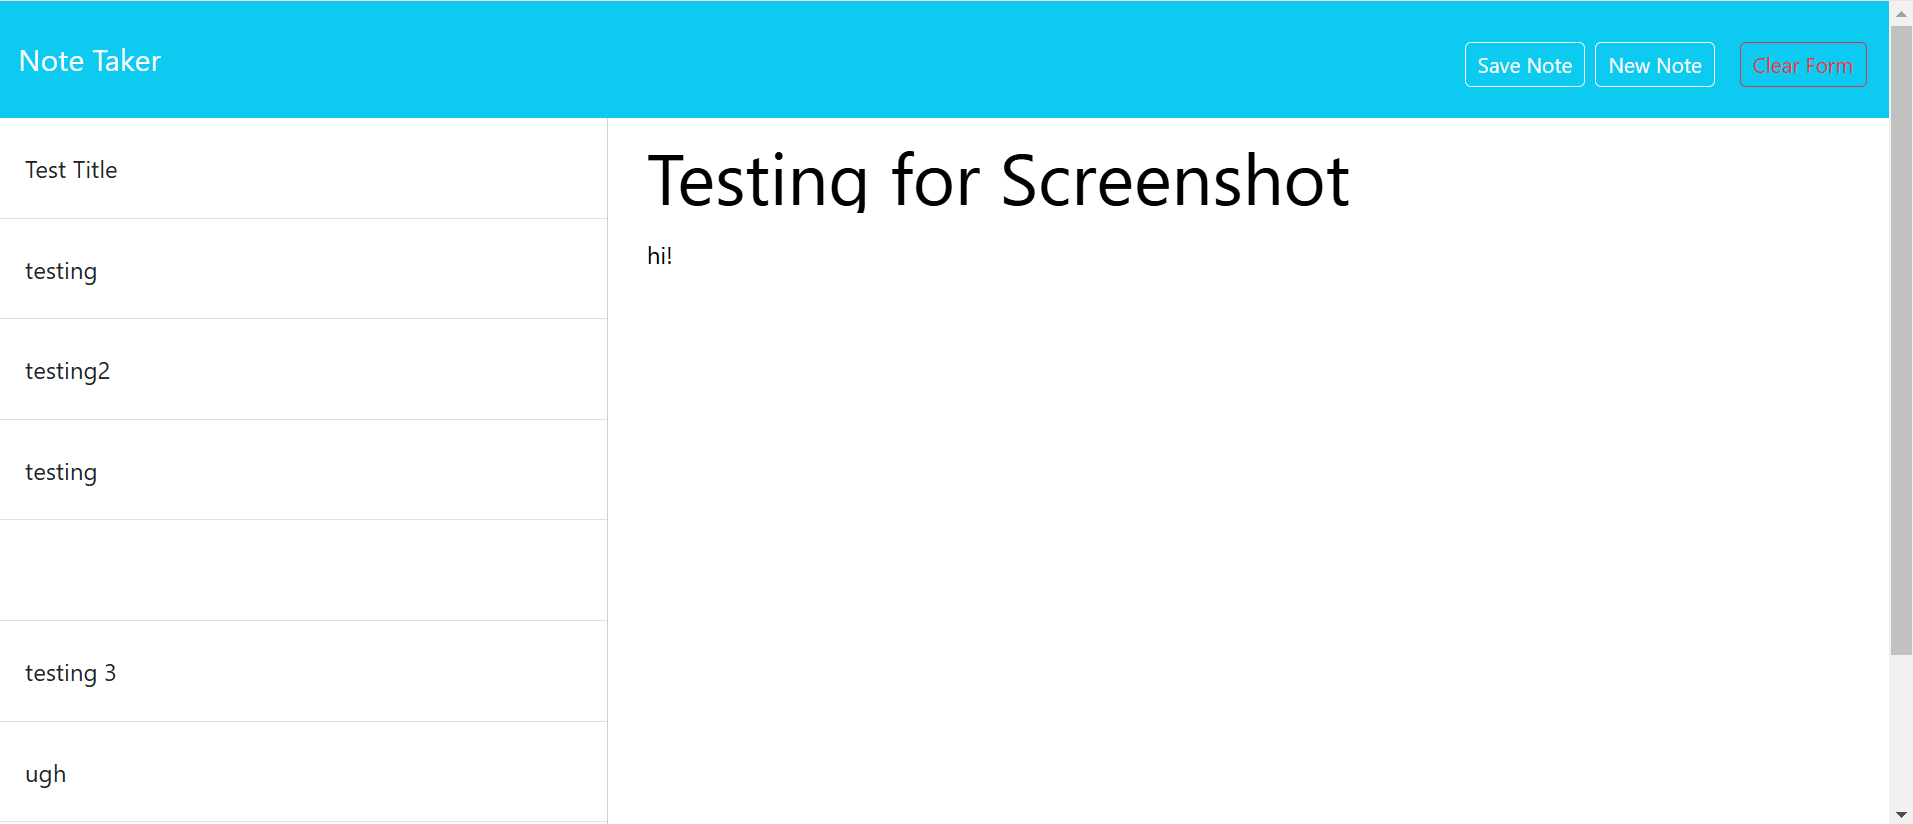 Note Taker
Save Note
New Note
Clear Form
Test Title
testing
testing2
testing
testing 3
ugh
Testing for Screenshot
hi!